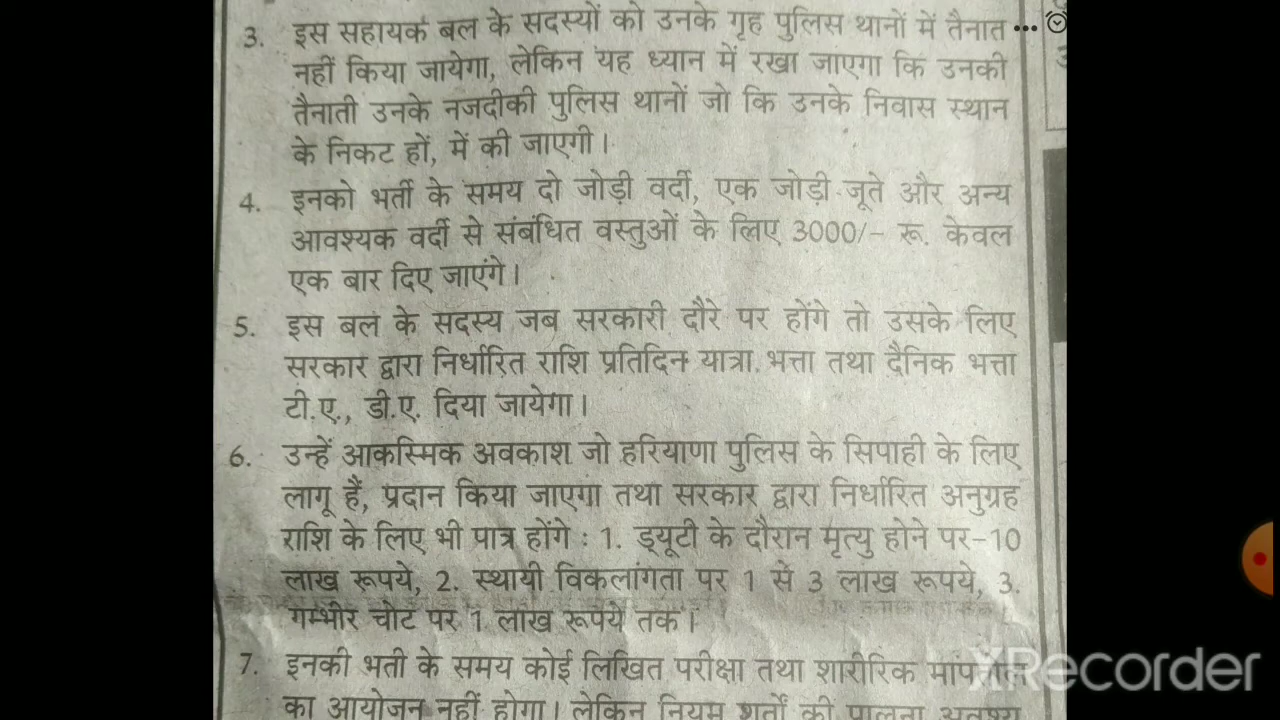 3. इस सहायक बल के सदस्यों को उनके गृह पुलिस थानों में तैनात ...
नहीं किया जायेगा, लेकिन यह ध्यान में रखा जाएगा कि उनकी
तैनाती उनके नजदीकी पुलिस थानों जो कि उनके निवास स्थान
के निकट हों, में की जाएगी।
4. इनको भर्ती के समय दो जोड़ी वर्दी, एक जोड़ी जूते और अन्य
आवश्यक वर्दी से संबंधित वस्तुओं के लिए 3000/- रू. केवल
एक बार दिए जाएंगे।
5. इस बल के सदस्य जब सरकारी दौरे पर होंगे तो उसके लिए
सरकार द्वारा निर्धारित राशि प्रतिदिन यात्रा भत्ता तथा दैनिक भत्ता
टी.ए., डी.ए. दिया जायेगा।
6. उन्हें आकस्मिक अवकाश जो हरियाणा पुलिस के सिपाही के लिए
लागू हैं, प्रदान किया जाएगा तथा सरकार द्वारा निर्धारित अनुग्रह
राशि के लिए भी पात्र होंगे : 1. ड्यूटी के दौरान मृत्यु होने पर-10
लाख रूपये, 2. स्थायी विकलांगता पर 1 से 3 लाख रूपये, 3.
गम्भीर चोट पर 1 लाख रूपये तक।
7. इनकी भर्ती के समय कोई लिखित परीक्षा तथा शारीरिक
का आयोजन नहीं होगा। लेकिन नियम शर्तों की पालना अवश्य
XRecorder